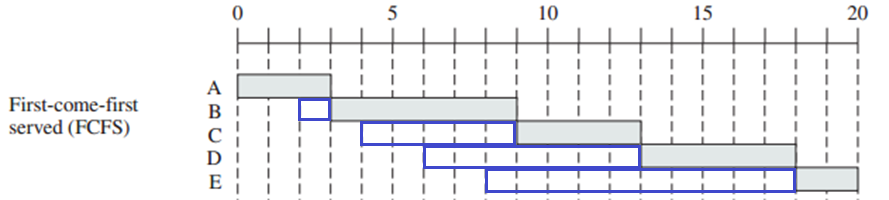 0 5 10 15 20
A
First-come-first
B
served (FCFS)
C
D
E